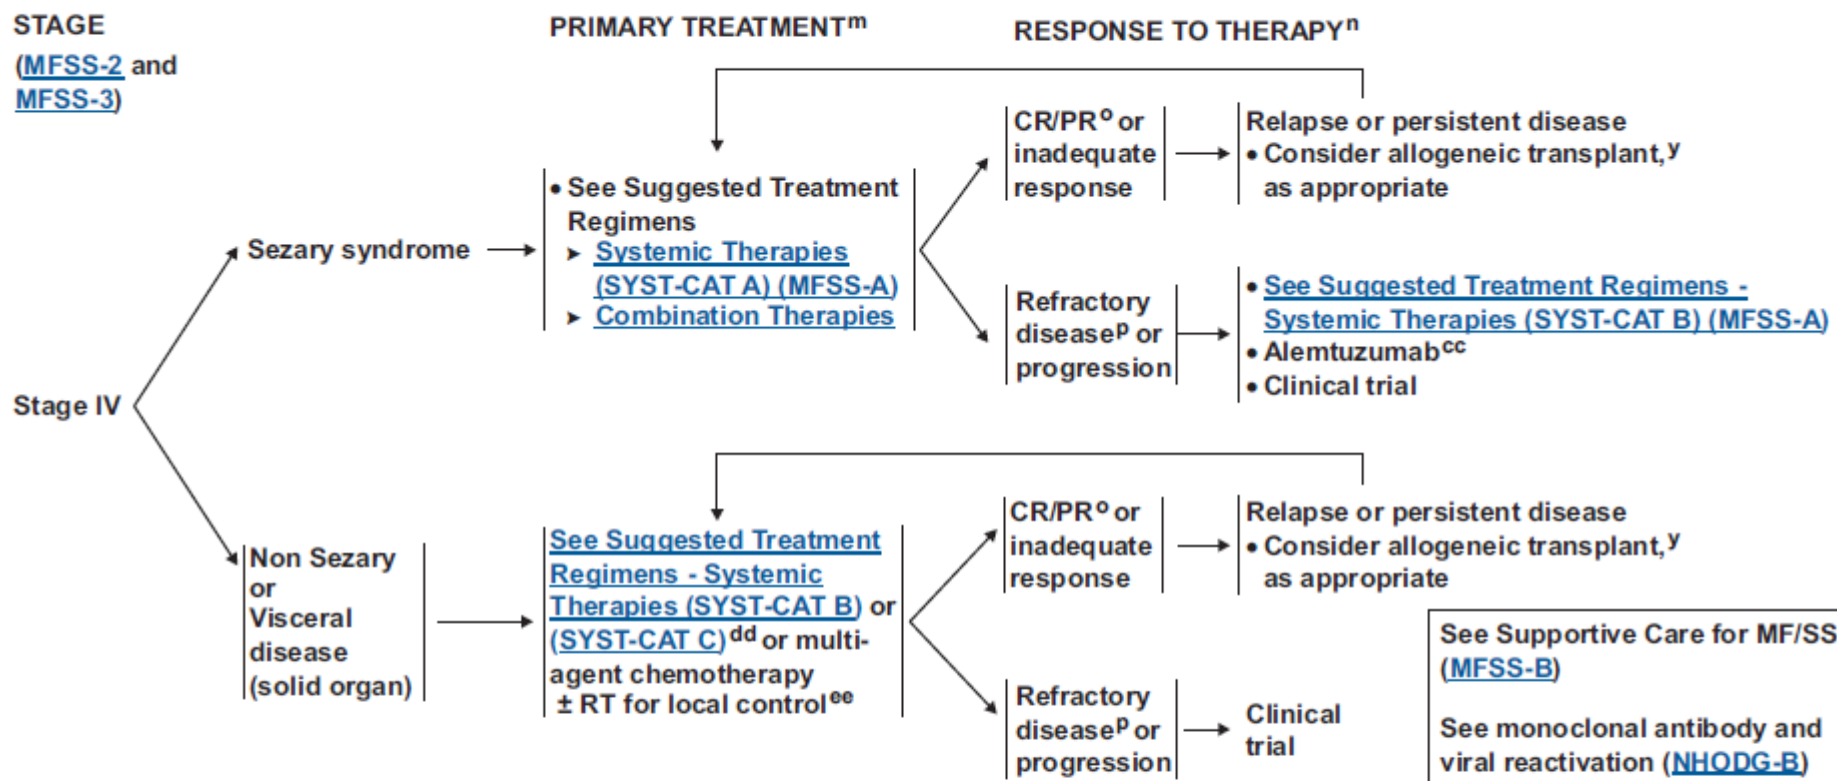 STAGE
(MFSS-2 and
MFSS-3)
PRIMARY TREATMENTᵐ
RESPONSE TO THERAPYⁿ
Stage IV
Sezary syndrome
• See Suggested Treatment
Regimens
➤ Systemic Therapies
(SYST-CAT A) (MFSS-A)
➤ Combination Therapies
CR/PRᵒ or
inadequate
response
Relapse or persistent disease
• Consider allogeneic transplant,ʸ
as appropriate
Refractory
diseaseᵖ or
progression
• See Suggested Treatment Regimens -
Systemic Therapies (SYST-CAT B) (MFSS-A)
• Alemtuzumabᶜᶜ
• Clinical trial
Non Sezary
or
Visceral
disease
(solid organ)
See Suggested Treatment
Regimens - Systemic
Therapies (SYST-CAT B) or
(SYST-CAT C)ᵈᵈ or multi-
agent chemotherapy
± RT for local controlᵉᵉ
CR/PRᵒ or
inadequate
response
Relapse or persistent disease
• Consider allogeneic transplant,ʸ
as appropriate
Refractory
diseaseᵖ or
progression
Clinical
trial
See Supportive Care for MF/SS
(MFSS-B)
See monoclonal antibody and
viral reactivation (NHODG-B)